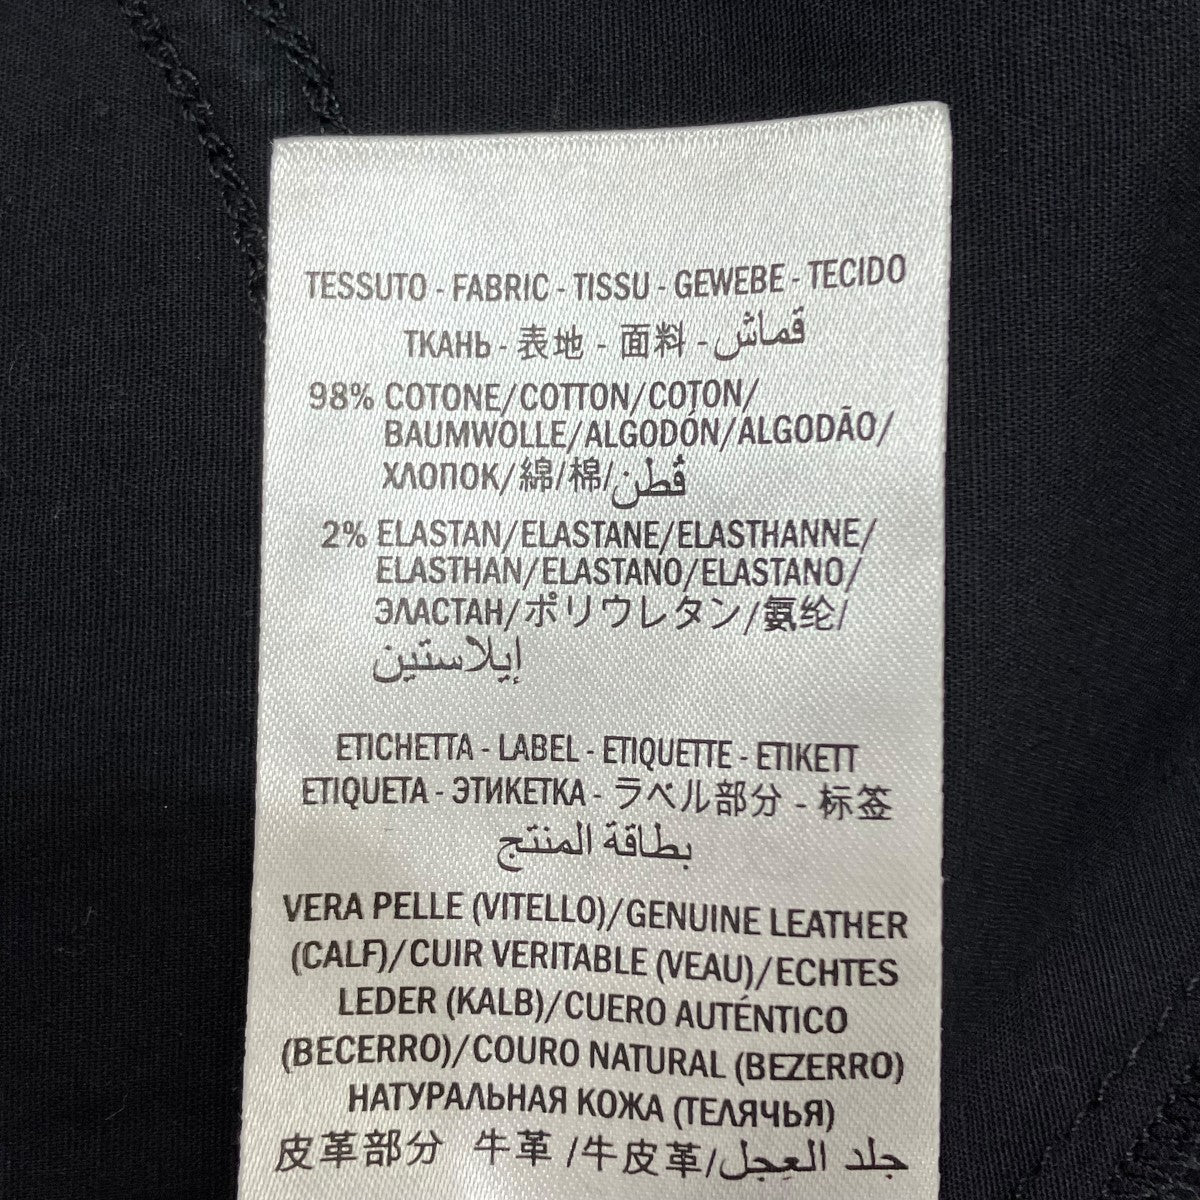 TESSUTO - FABRIC - TISSU - GEWEBE - TECIDO
ТКАНЬ - 表地 - 面料 - قماش
98% COTONE/COTTON/COTON/
BAUMWOLLE/ALGODÓN/ALGODÃO/
ХЛОПОК/綿/棉/قُطن
2% ELASTAN/ELASTANE/ELASTHANNE/
ELASTHAN/ELASTANO/ELASTANO/
ЭЛАСТАН/ポリウレタン/氨纶/
إيلاستين
ETICHETTA - LABEL - ETIQUETTE - ETIKETT
ETIQUETA - ЭТИКЕТКА - ラベル部分 - 标签
بطاقة المنتج
VERA PELLE (VITELLO)/GENUINE LEATHER
(CALF)/CUIR VERITABLE (VEAU)/ECHTES
LEDER (KALB)/CUERO AUTÉNTICO
(BECERRO)/COURO NATURAL (BEZERRO)
НАТУРАЛЬНАЯ КОЖА (ТЕЛЯЧЬЯ)
皮革部分 牛革/牛皮革/جلد العِجل